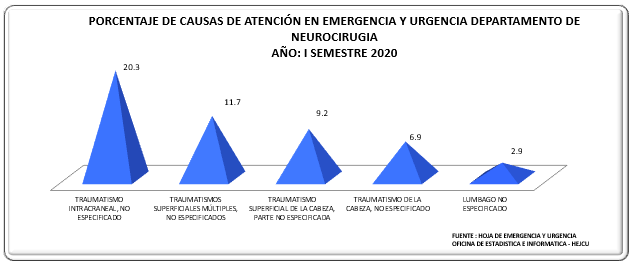 PORCENTAJE DE CAUSAS DE ATENCIÓN EN EMERGENCIA Y URGENCIA DEPARTAMENTO DE
NEUROCIRUGIA
AÑO: I SEMESTRE 2020
20.3
11.7
9.2
6.9
2.9
TRAUMATISMO
INTRACRANEAL, NO
ESPECIFICADO
TRAUMATISMOS
SUPERFICIALES MÚLTIPLES,
NO ESPECIFICADOS
TRAUMATISMO
SUPERFICIAL DE LA CABEZA,
PARTE NO ESPECIFICADA
TRAUMATISMO DE LA
CABEZA, NO ESPECIFICADO
LUMBAGO NO
ESPECIFICADO
FUENTE : HOJA DE EMERGENCIA Y URGENCIA
OFICINA DE ESTADISTICA E INFORMATICA - HEJCU